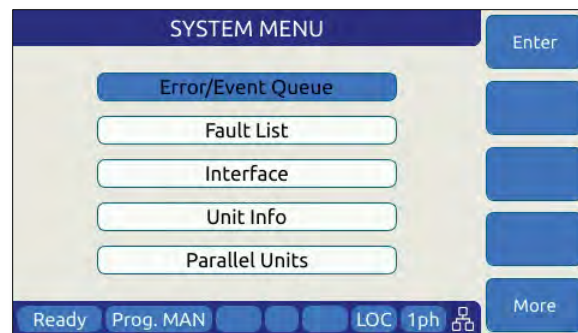 SYSTEM MENU
Enter
Error/Event Queue
Fault List
Interface
Unit Info
Parallel Units
More
Ready Prog. MAN LOC 1ph